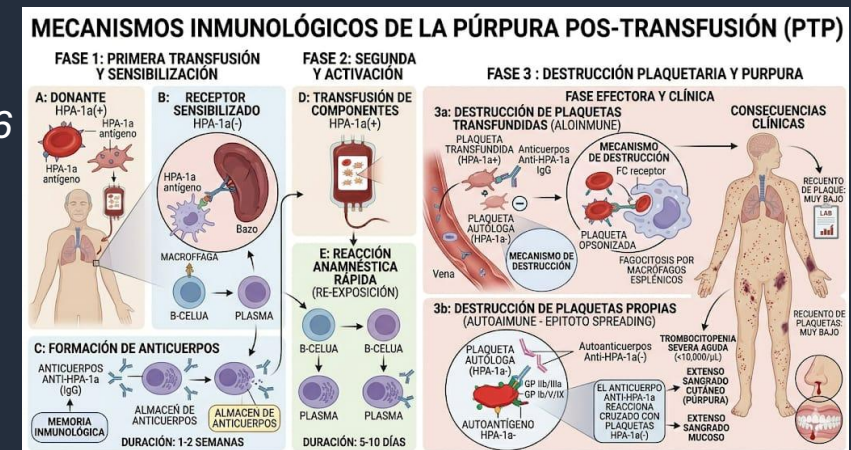 MECANISMOS INMUNOLÓGICOS DE LA PÚRPURA POS-TRANSFUSIÓN (PTP)
6
FASE 1: PRIMERA TRANSFUSIÓN
Y SENSIBILIZACIÓN
A: DONANTE
HPA-1a(+)
HPA-1a
antígeno
HPA-1a
antígeno
B: RECEPTOR
SENSIBILIZADO
HPA-1a(-)
HPA-1a
antígeno
Bazo
MACROFFAGA
B-CELUA
PLASMA
C: FORMACIÓN DE ANTICUERPOS
ANTICUERPOS
ANTI-HPA-1a
(IgG)
MEMORIA
INMUNOLÓGICA
ALMACEŃ DE
ANTICUERPOS
ALMACEŃ DE
ANTICUERPOS
DURACIÓN: 1-2 SEMANAS
FASE 2: SEGUNDA
Y ACTIVACIÓN
D: TRANSFUSIÓN DE
COMPONENTES
HPA-1a(+)
E: REACCIÓN
ANAMNÉSTICA
RÁPIDA
(RE-EXPOSICIÓN)
B-CELUA
B-CELUA
PLASMA
PLASMA
DURACIÓN: 5-10 DÍAS
FASE 3 : DESTRUCCIÓN PLAQUETARIA Y PURPURA
FASE EFECTORA Y CLÍNICA
3a: DESTRUCCIÓN DE PLAQUETAS
TRANSFUNDIDAS (ALOINMUNE)
PLAQUETA
TRANSFUNDIDA
(HPA-1a+)
Anticuerpos
Anti-HPA-1a
IgG
PLAQUETA
AUTÓLOGA
(HPA-1a-)
Vena
MECANISMO DE
DESTRUCCIÓN
MECANISMO
DE DESTRUCCIÓN
FC receptor
PLAQUETA
OPSONIZADA
FAGOCITOSIS POR
MACRÓFAGOS
ESPLÉNICOS
CONSECUENCIAS
CLÍNICAS
RECUENTO
DE PLAQUE:
MUY BAJO
LAB
3b: DESTRUCCIÓN DE PLAQUETAS PROPIAS
(AUTOAIMUNE - EPITOTO SPREADING)
PLAQUETA
AUTÓLOGA
(HPA-1a-)
Autoanticuerpos
Anti-HPA-1a(-)
GP IIb/IIIa
GP Ib/V/IX
AUTOANTÍGENO
HPA-1a-
EL ANTICUERPO
ANTI-HPA-1a
REACCIONA
CRUZADO CON
PLAQUETAS
HPA-1a(-)
TROMBOCITOPENIA
SEVERA AGUDA
(<10,000/μL)
EXTENSO
SANGRADO
CUTÁNEO
(PÚRPURA)
EXTENSO
SANGRADO
MUCOSO
RECUENTO DE
PLAQUETAS:
MUY BAJO